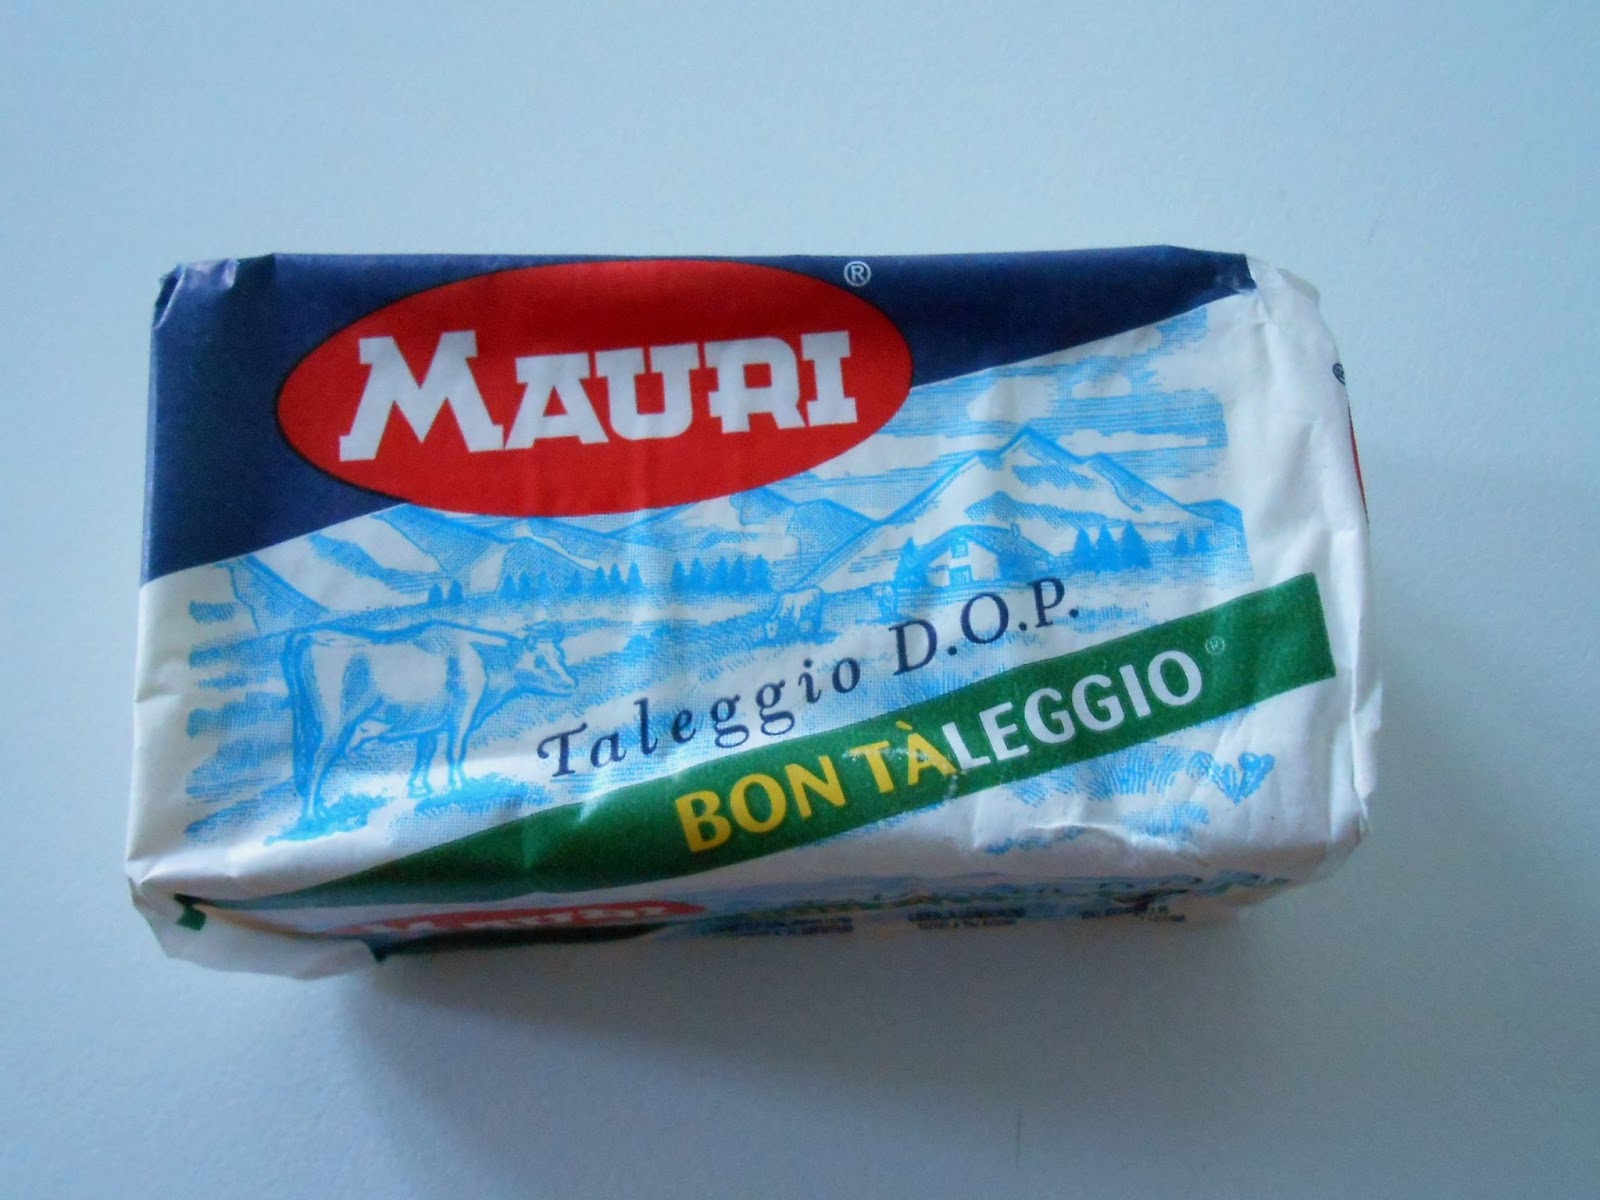 MAURI®
Taleggio D.O.P.
BON TÀLEGGIO®
MAURI